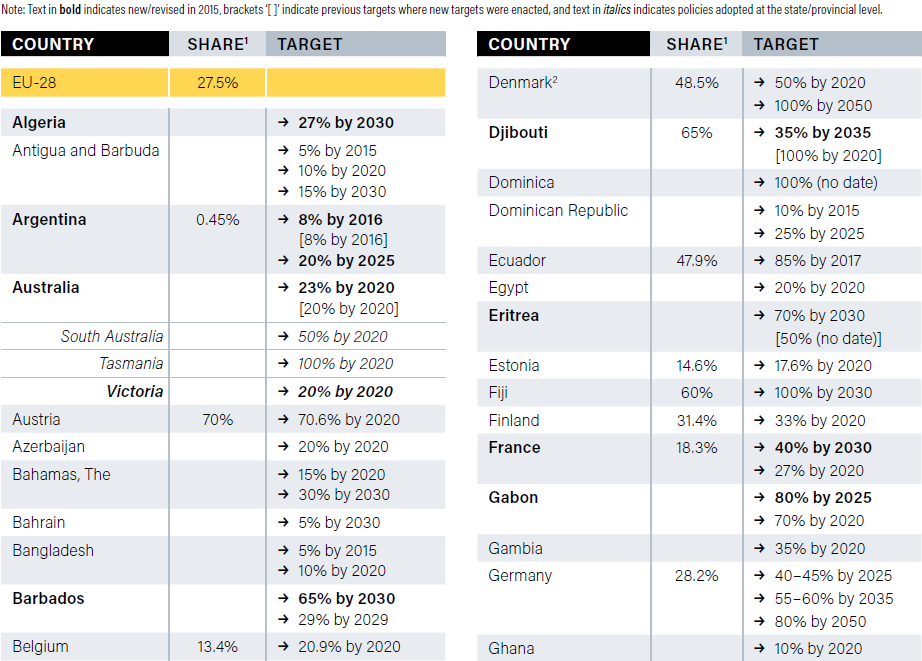 Note: Text in bold indicates new/revised in 2015, brackets '[ ]' indicate previous targets where new targets were enacted, and text in italics indicates policies adopted at the state/provincial level.
COUNTRY SHARE¹ TARGET
EU-28 27.5%
Algeria → 27% by 2030
Antigua and Barbuda → 5% by 2015
→ 10% by 2020
→ 15% by 2030
Argentina 0.45% → 8% by 2016
[8% by 2016]
→ 20% by 2025
Australia → 23% by 2020
[20% by 2020]
South Australia → 50% by 2020
Tasmania → 100% by 2020
Victoria → 20% by 2020
Austria 70% → 70.6% by 2020
Azerbaijan → 20% by 2020
Bahamas, The → 15% by 2020
→ 30% by 2030
Bahrain → 5% by 2030
Bangladesh → 5% by 2015
→ 10% by 2020
Barbados → 65% by 2030
→ 29% by 2029
Belgium 13.4% → 20.9% by 2020
COUNTRY SHARE¹ TARGET
Denmark² 48.5% → 50% by 2020
→ 100% by 2050
Djibouti 65% → 35% by 2035
[100% by 2020]
Dominica → 100% (no date)
Dominican Republic → 10% by 2015
→ 25% by 2025
Ecuador 47.9% → 85% by 2017
Egypt → 20% by 2020
Eritrea → 70% by 2030
[50% (no date)]
Estonia 14.6% → 17.6% by 2020
Fiji 60% → 100% by 2030
Finland 31.4% → 33% by 2020
France 18.3% → 40% by 2030
→ 27% by 2020
Gabon → 80% by 2025
→ 70% by 2020
Gambia → 35% by 2020
Germany 28.2% → 40–45% by 2025
→ 55–60% by 2035
→ 80% by 2050
Ghana → 10% by 2020